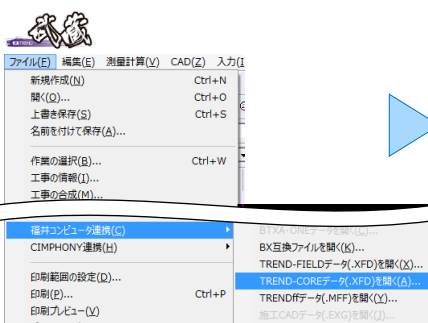 EXTREND
武蔵
ファイル(F) 編集(E) 測量計算(V) CAD(Z) 入力(I
新規作成(N) Ctrl+N
開く(O)... Ctrl+O
上書き保存(S) Ctrl+S
名前を付けて保存(A)...
作業の選択(B)... Ctrl+W
工事の情報(I)...
工事の合成(M)...
福井コンピュータ連携(C)
CIMPHONY連携(H)
印刷範囲の設定(D)...
印刷(P)... Ctrl+P
印刷プレビュー(V)
BTXA-ONEデータを開く(C)...
BX互換ファイルを開く(K)...
TREND-FIELDデータ(.XFD)を開く(X)...
TREND-COREデータ(.XFD)を開く(A)...
TRENDffデータ(.MFF)を開く(Y)...
施工CADデータ(.EXG)を開く(J)...